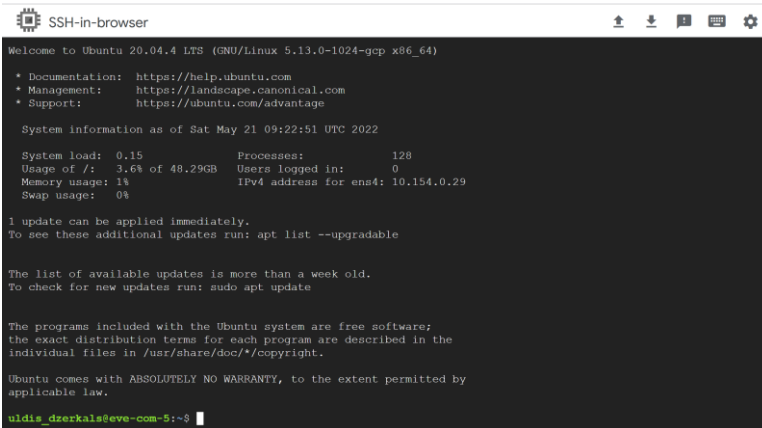 SSH-in-browser
Welcome to Ubuntu 20.04.4 LTS (GNU/Linux 5.13.0-1024-gcp x86_64)
* Documentation: https://help.ubuntu.com
* Management: https://landscape.canonical.com
* Support: https://ubuntu.com/advantage
System information as of Sat May 21 09:22:51 UTC 2022
System load: 0.15 Processes: 128
Usage of /: 3.6% of 48.29GB Users logged in: 0
Memory usage: 1% IPv4 address for ens4: 10.154.0.29
Swap usage: 0%
1 update can be applied immediately.
To see these additional updates run: apt list --upgradable
The list of available updates is more than a week old.
To check for new updates run: sudo apt update
The programs included with the Ubuntu system are free software;
the exact distribution terms for each program are described in the
individual files in /usr/share/doc/*/copyright.
Ubuntu comes with ABSOLUTELY NO WARRANTY, to the extent permitted by
applicable law.
uldis_dzerkals@eve-com-5:~$